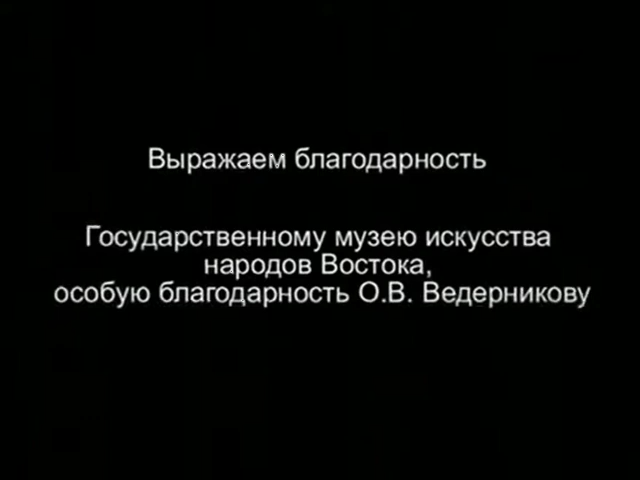 Выражаем благодарность
Государственному музею искусства
народов Востока,
особую благодарность О.В. Ведерникову